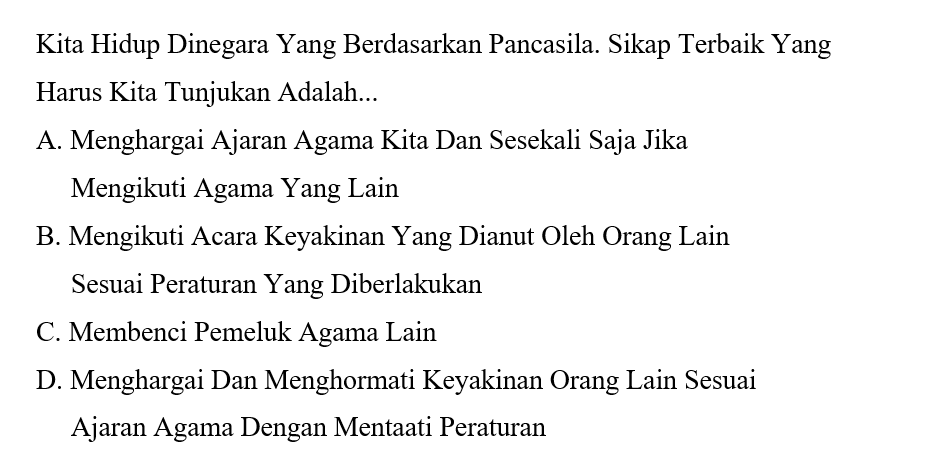 Kita Hidup Dinegara Yang Berdasarkan Pancasila. Sikap Terbaik Yang
Harus Kita Tunjukan Adalah...
A. Menghargai Ajaran Agama Kita Dan Sesekali Saja Jika
Mengikuti Agama Yang Lain
B. Mengikuti Acara Keyakinan Yang Dianut Oleh Orang Lain
Sesuai Peraturan Yang Diberlakukan
C. Membenci Pemeluk Agama Lain
D. Menghargai Dan Menghormati Keyakinan Orang Lain Sesuai
Ajaran Agama Dengan Mentaati Peraturan